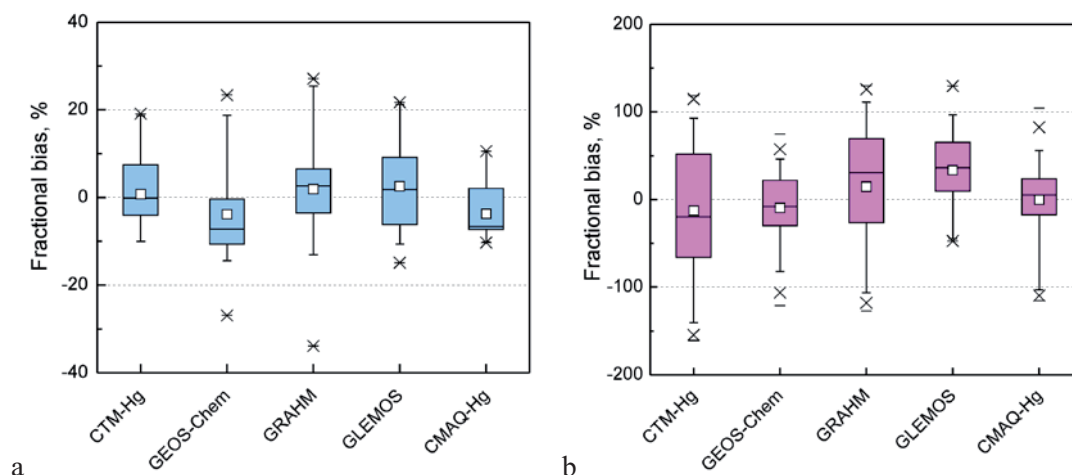 Fractional bias, %
40
20
0
-20
-40
CTM-Hg
GEOS-Chem
GRAHM
GLEMOS
CMAQ-Hg
a
Fractional bias, %
200
100
0
-100
-200
CTM-Hg
GEOS-Chem
GRAHM
GLEMOS
CMAQ-Hg
b